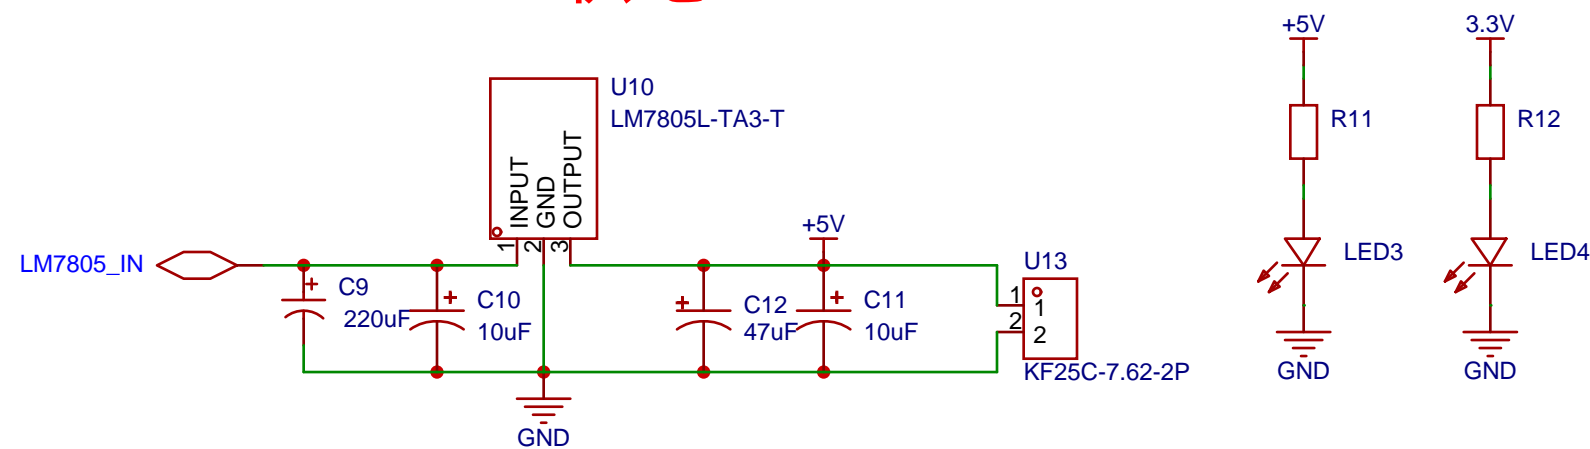 U10
LM7805L-TA3-T
INPUT
GND
OUTPUT
1
2
3
LM7805_IN
+
C9
220uF
+
C10
10uF
GND
+
C12
47uF
+5V
+
C11
10uF
U13
1
2
1
2
KF25C-7.62-2P
+5V
R11
LED3
GND
3.3V
R12
LED4
GND